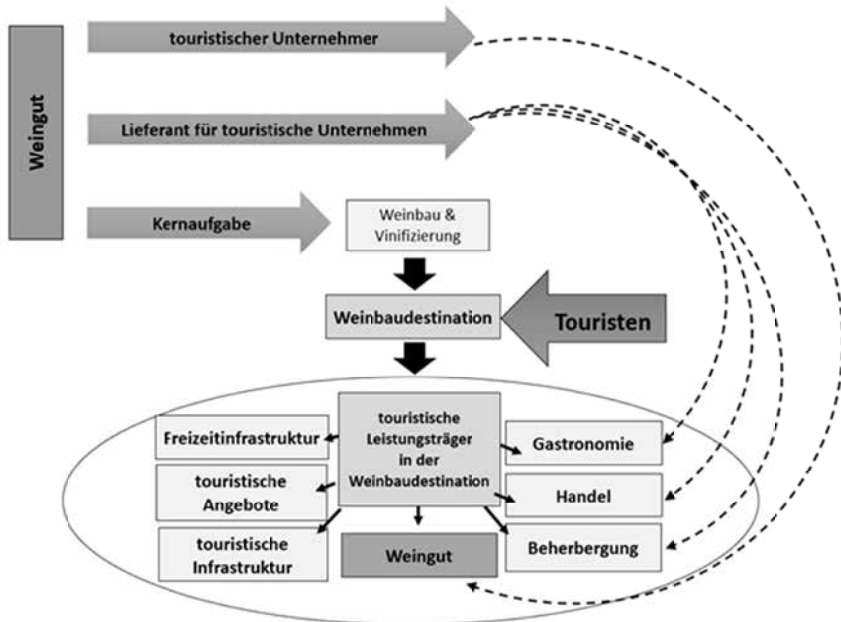 Weingut
touristischer Unternehmer
Lieferant für touristische Unternehmen
Kernaufgabe
Weinbau &
Vinifizierung
Weinbaudestination
Touristen
touristische
Leistungsträger
in der
Weinbaudestination
Freizeitinfrastruktur
touristische
Angebote
touristische
Infrastruktur
Weingut
Gastronomie
Handel
Beherbergung